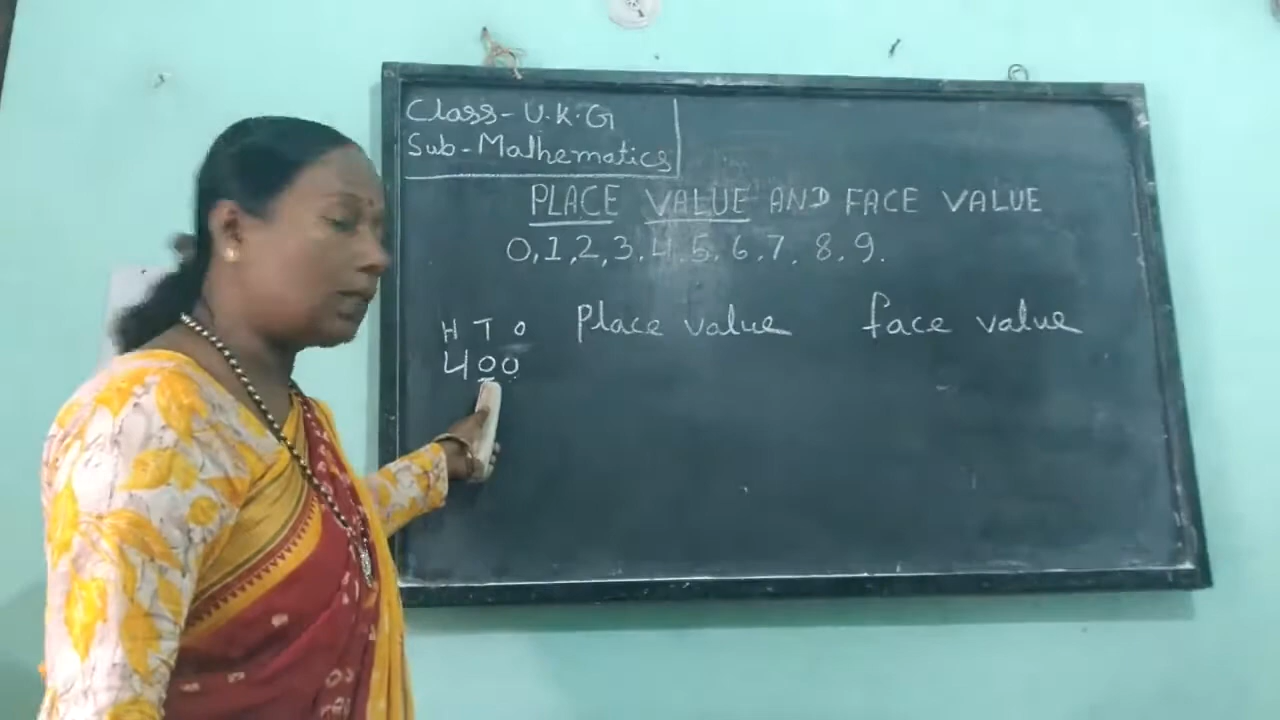 Class- U.K.G
Sub- Mathematics
PLACE VALUE AND FACE VALUE
0,1,2,3,4,5,6,7,8,9.
H T O Place value face value
400